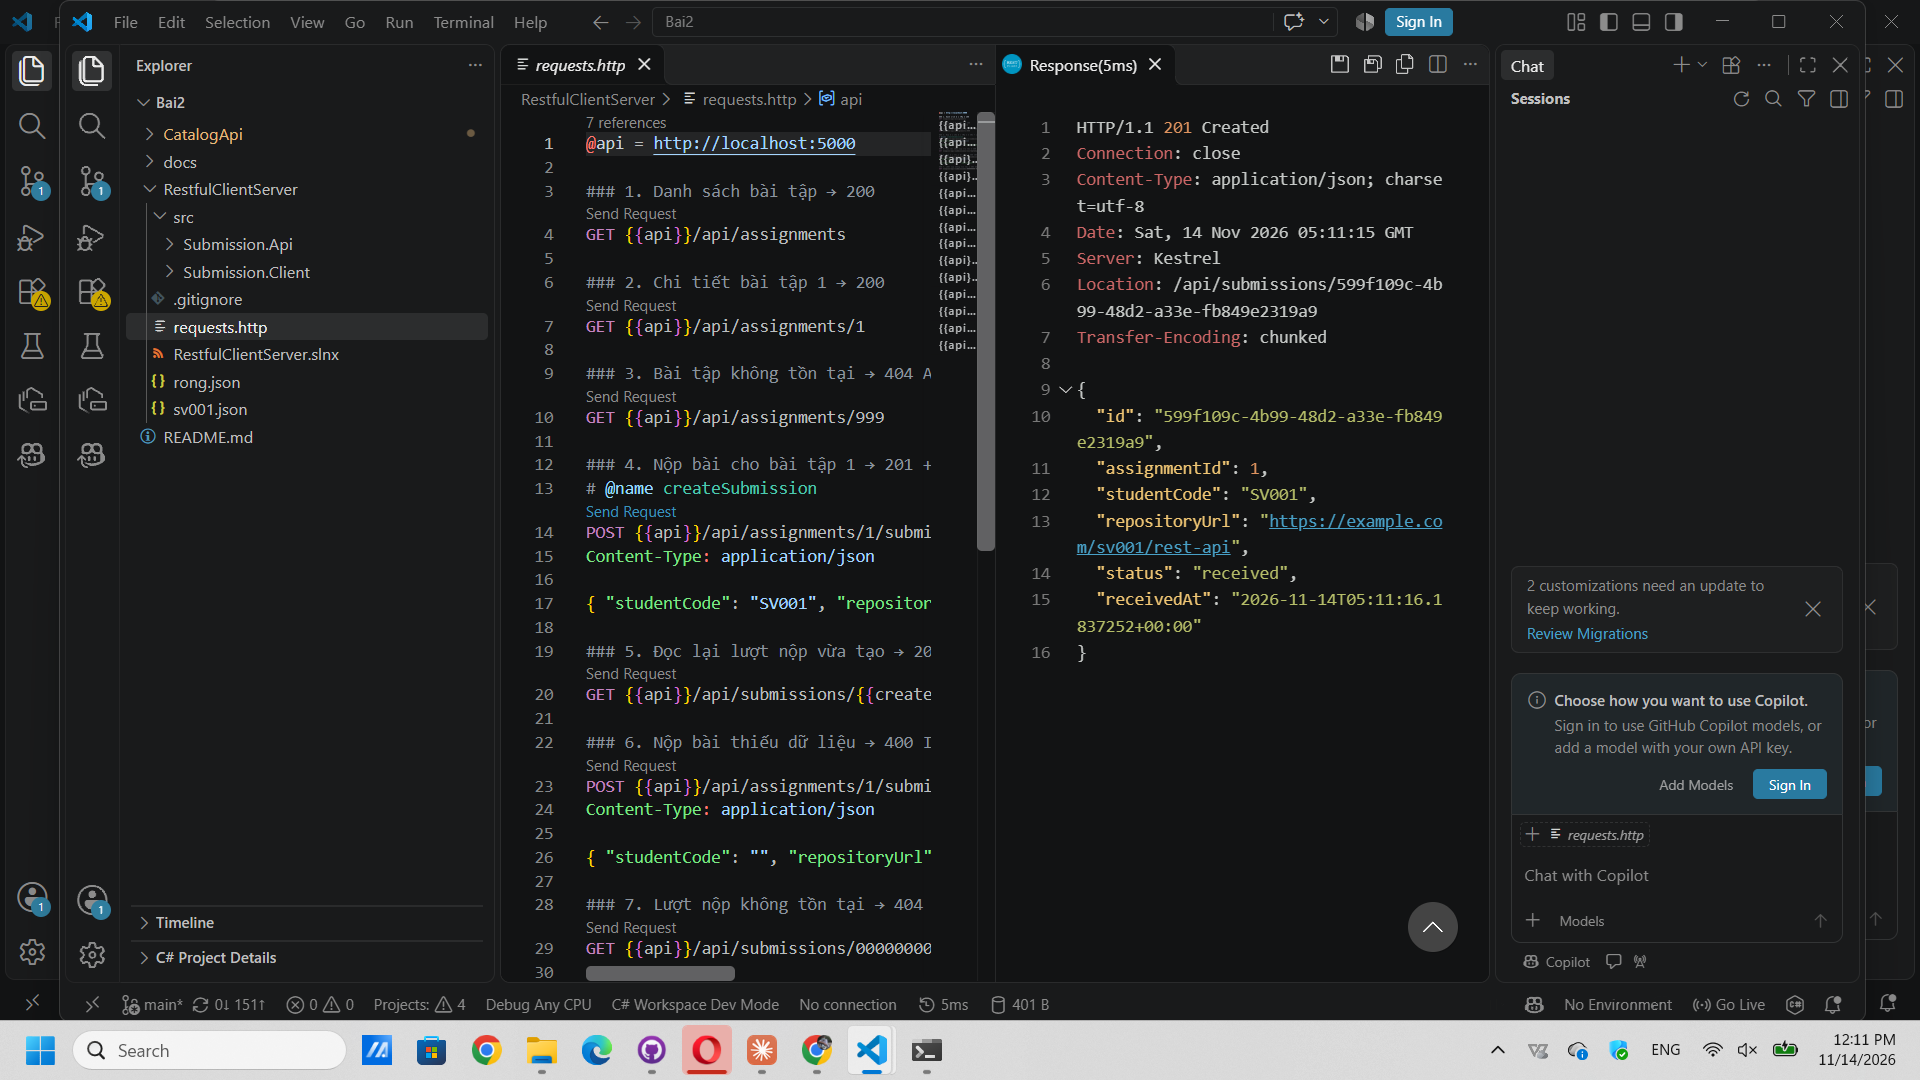 File Edit Selection View Go Run Terminal Help
Bai2
Sign In
Explorer
Bai2
CatalogApi
docs
RestfulClientServer
src
Submission.Api
Submission.Client
.gitignore
requests.http
RestfulClientServer.slnx
rong.json
sv001.json
README.md
Timeline
C# Project Details
requests.http
RestfulClientServer > requests.http > api
7 references
1 @api = http://localhost:5000
2
3 ### 1. Danh sách bài tập → 200
Send Request
4 GET {{api}}/api/assignments
5
6 ### 2. Chi tiết bài tập 1 → 200
Send Request
7 GET {{api}}/api/assignments/1
8
9 ### 3. Bài tập không tồn tại → 404 A
Send Request
10 GET {{api}}/api/assignments/999
11
12 ### 4. Nộp bài cho bài tập 1 → 201 +
13 # @name createSubmission
Send Request
14 POST {{api}}/api/assignments/1/submi
15 Content-Type: application/json
16
17 { "studentCode": "SV001", "repositor
18
19 ### 5. Đọc lại lượt nộp vừa tạo → 20
Send Request
20 GET {{api}}/api/submissions/{{create
21
22 ### 6. Nộp bài thiếu dữ liệu → 400 I
Send Request
23 POST {{api}}/api/assignments/1/submi
24 Content-Type: application/json
25
26 { "studentCode": "", "repositoryUrl"
27
28 ### 7. Lượt nộp không tồn tại → 404
Send Request
29 GET {{api}}/api/submissions/00000000
30
Response(5ms)
1 HTTP/1.1 201 Created
2 Connection: close
3 Content-Type: application/json; charse
t=utf-8
4 Date: Sat, 14 Nov 2026 05:11:15 GMT
5 Server: Kestrel
6 Location: /api/submissions/599f109c-4b
99-48d2-a33e-fb849e2319a9
7 Transfer-Encoding: chunked
8
9 {
10 "id": "599f109c-4b99-48d2-a33e-fb849
e2319a9",
11 "assignmentId": 1,
12 "studentCode": "SV001",
13 "repositoryUrl": "https://example.co
m/sv001/rest-api",
14 "status": "received",
15 "receivedAt": "2026-11-14T05:11:16.1
837252+00:00"
16 }
Chat
Sessions
2 customizations need an update to
keep working.
Review Migrations
Choose how you want to use Copilot.
Sign in to use GitHub Copilot models, or
add a model with your own API key.
Add Models Sign In
requests.http
Chat with Copilot
Models
Copilot
main* 0↓ 151↑ 0 0 Projects: 4 Debug Any CPU C# Workspace Dev Mode No connection 5ms 401 B No Environment Go Live
Search
ENG
12:11 PM
11/14/2026